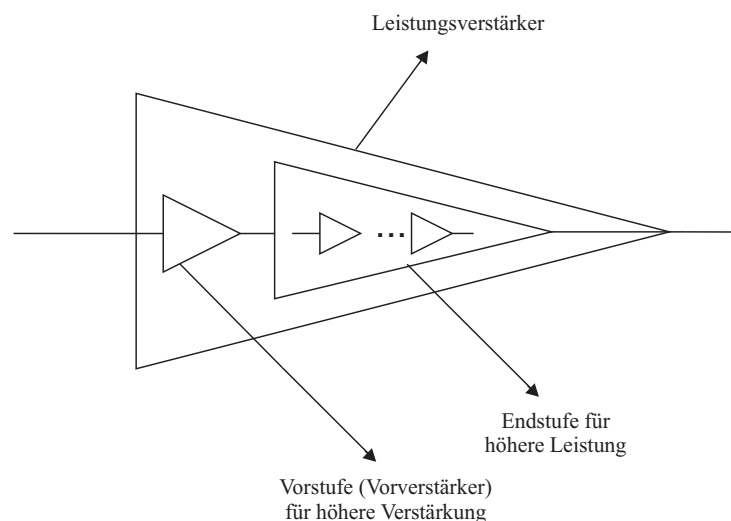 Leistungsverstärker
Endstufe für
höhere Leistung
Vorstufe (Vorverstärker)
für höhere Verstärkung